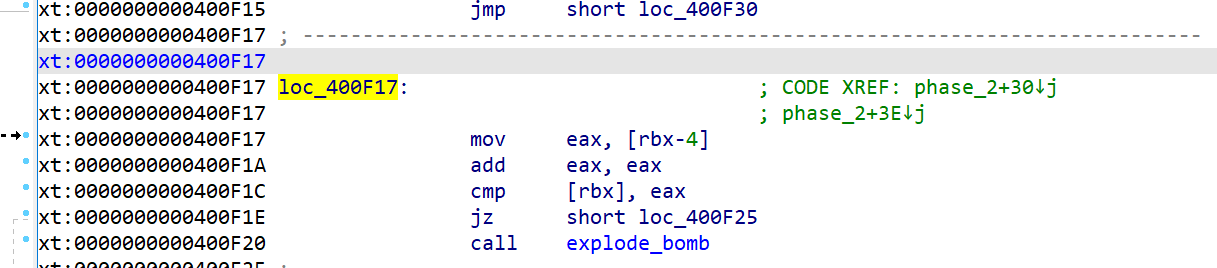 xt:0000000000400F15 jmp short loc_400F30
xt:0000000000400F17 ; ---------------------------------------------------------------------------
xt:0000000000400F17
xt:0000000000400F17 loc_400F17: ; CODE XREF: phase_2+30↓j
xt:0000000000400F17 ; phase_2+3E↓j
xt:0000000000400F17 mov eax, [rbx-4]
xt:0000000000400F1A add eax, eax
xt:0000000000400F1C cmp [rbx], eax
xt:0000000000400F1E jz short loc_400F25
xt:0000000000400F20 call explode_bomb
xt:0000000000400F25 ;